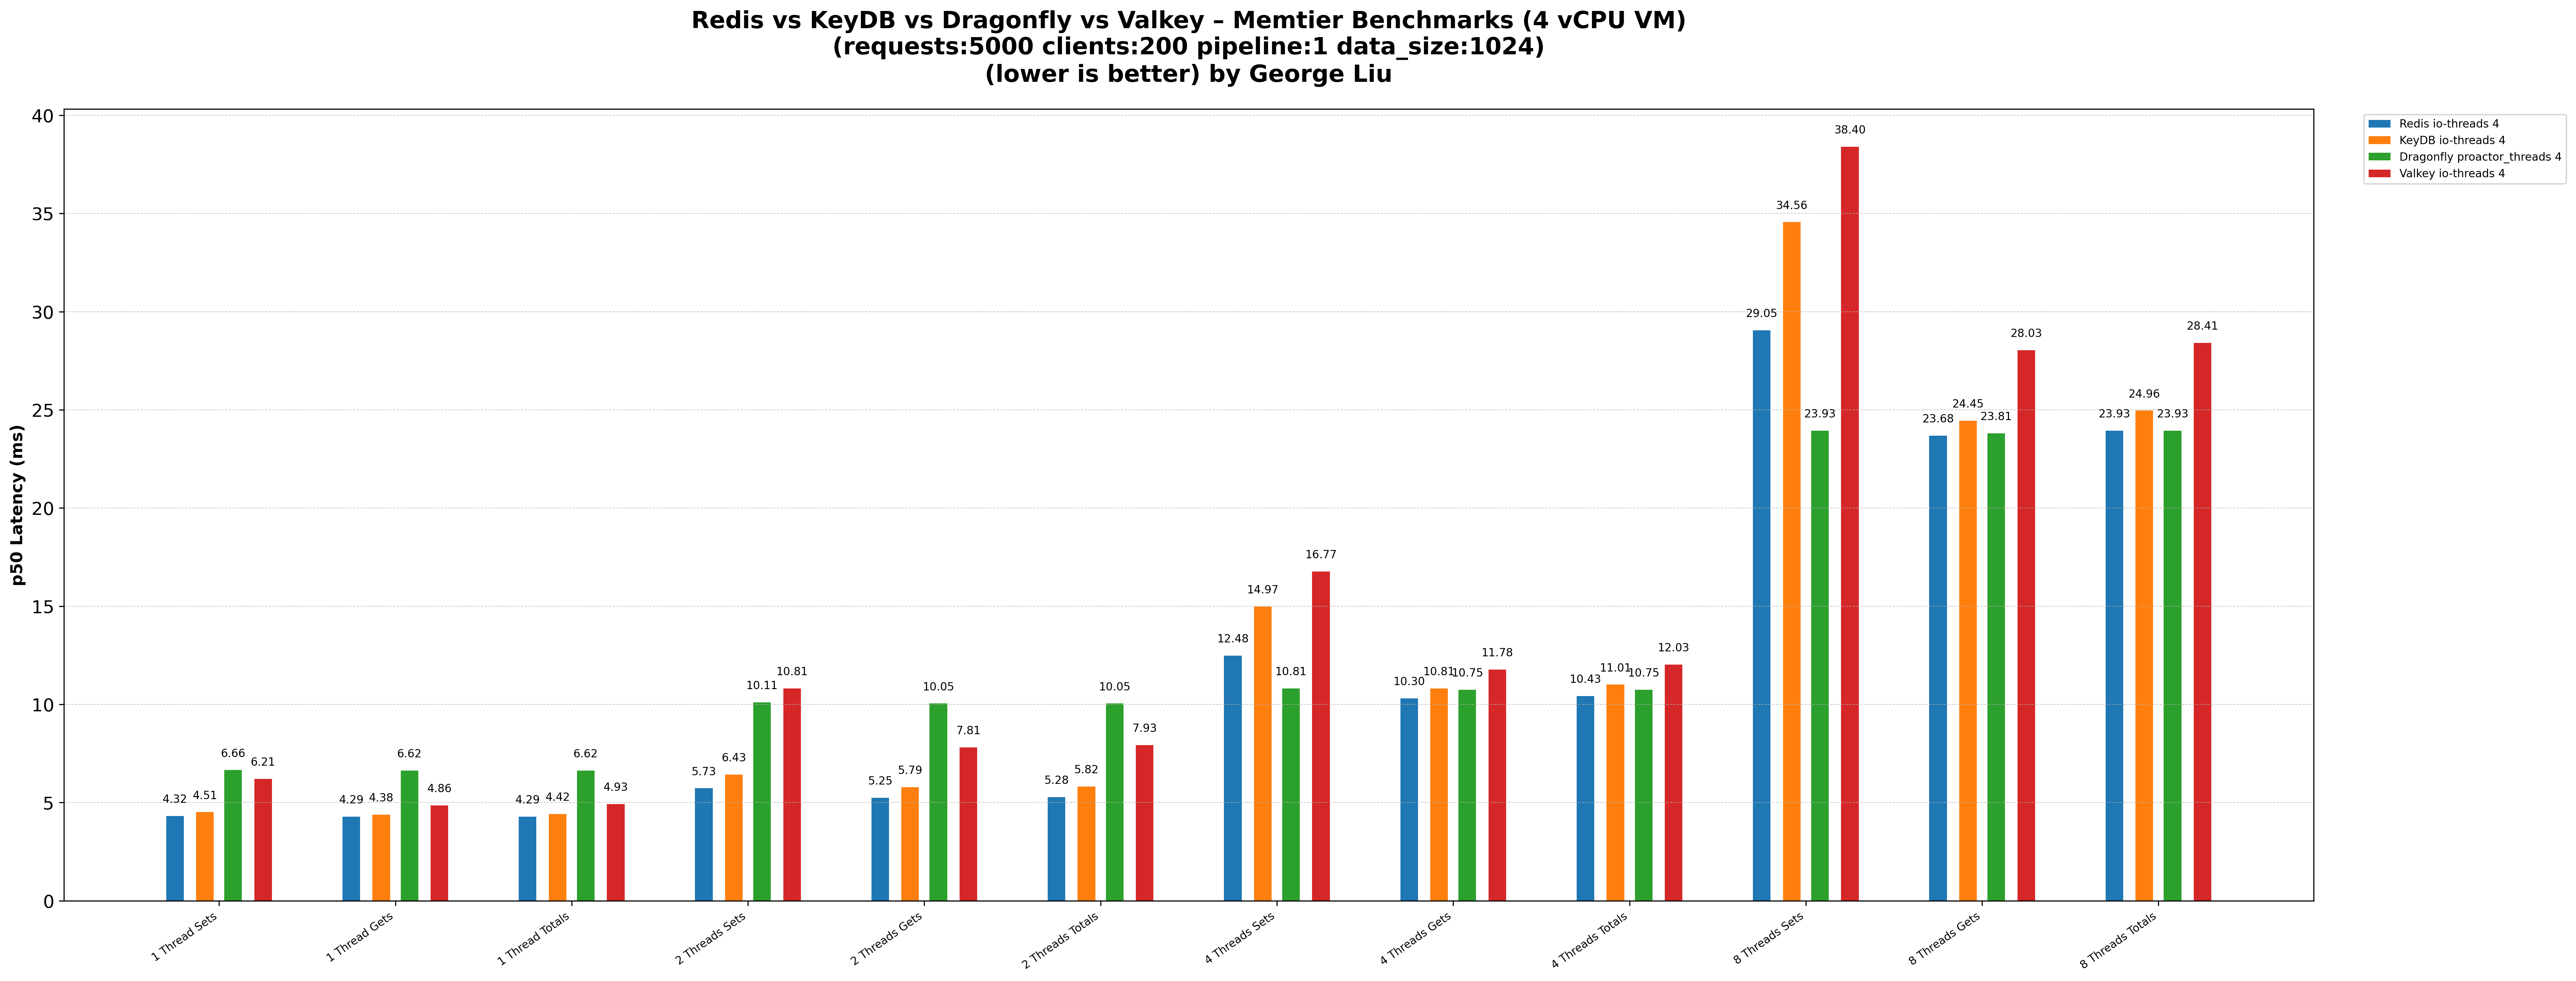 Redis vs KeyDB vs Dragonfly vs Valkey – Memtier Benchmarks (4 vCPU VM)
(requests:5000 clients:200 pipeline:1 data_size:1024)
(lower is better) by George Liu
Redis io-threads 4
KeyDB io-threads 4
Dragonfly proactor_threads 4
Valkey io-threads 4
p50 Latency (ms)
40
35
30
25
20
15
10
5
0
4.32 4.51 6.66 6.21
4.29 4.38 6.62 4.86
4.29 4.42 6.62 4.93
5.73 6.43 10.11 10.81
5.25 5.79 10.05 7.81
5.28 5.82 10.05 7.93
12.48 14.97 10.81 16.77
10.30 10.81 10.75 11.78
10.43 11.01 10.75 12.03
29.05 34.56 23.93 38.40
23.68 24.45 23.81 28.03
23.93 24.96 23.93 28.41
1 Thread Sets
1 Thread Gets
1 Thread Totals
2 Threads Sets
2 Threads Gets
2 Threads Totals
4 Threads Sets
4 Threads Gets
4 Threads Totals
8 Threads Sets
8 Threads Gets
8 Threads Totals